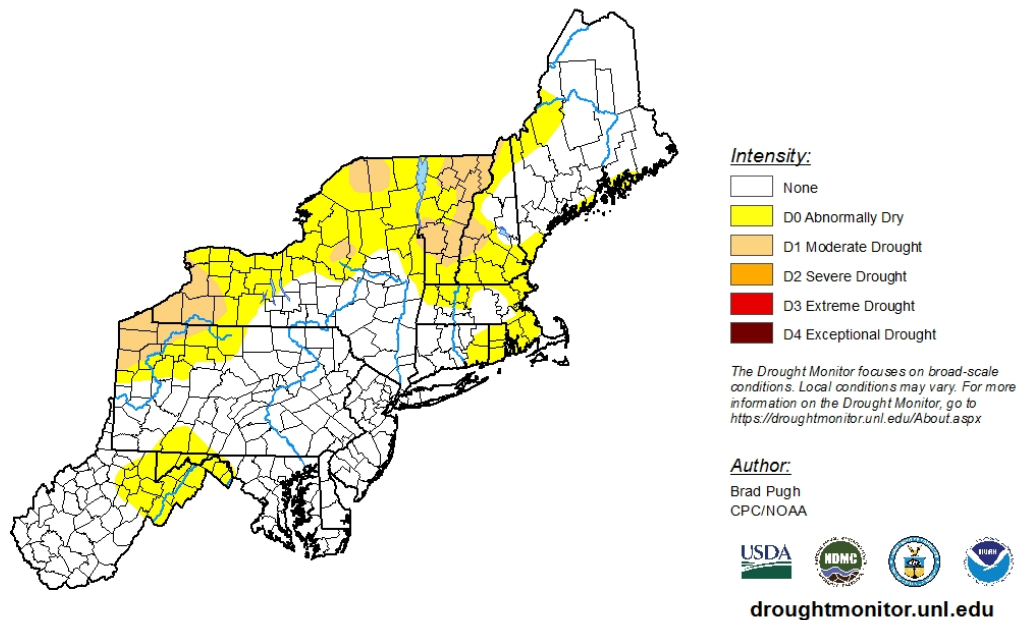 Intensity:
None
D0 Abnormally Dry
D1 Moderate Drought
D2 Severe Drought
D3 Extreme Drought
D4 Exceptional Drought
The Drought Monitor focuses on broad-scale
conditions. Local conditions may vary. For more
information on the Drought Monitor, go to
https://droughtmonitor.unl.edu/About.aspx
Author:
Brad Pugh
CPC/NOAA
USDA
NDMC
NOAA
droughtmonitor.unl.edu